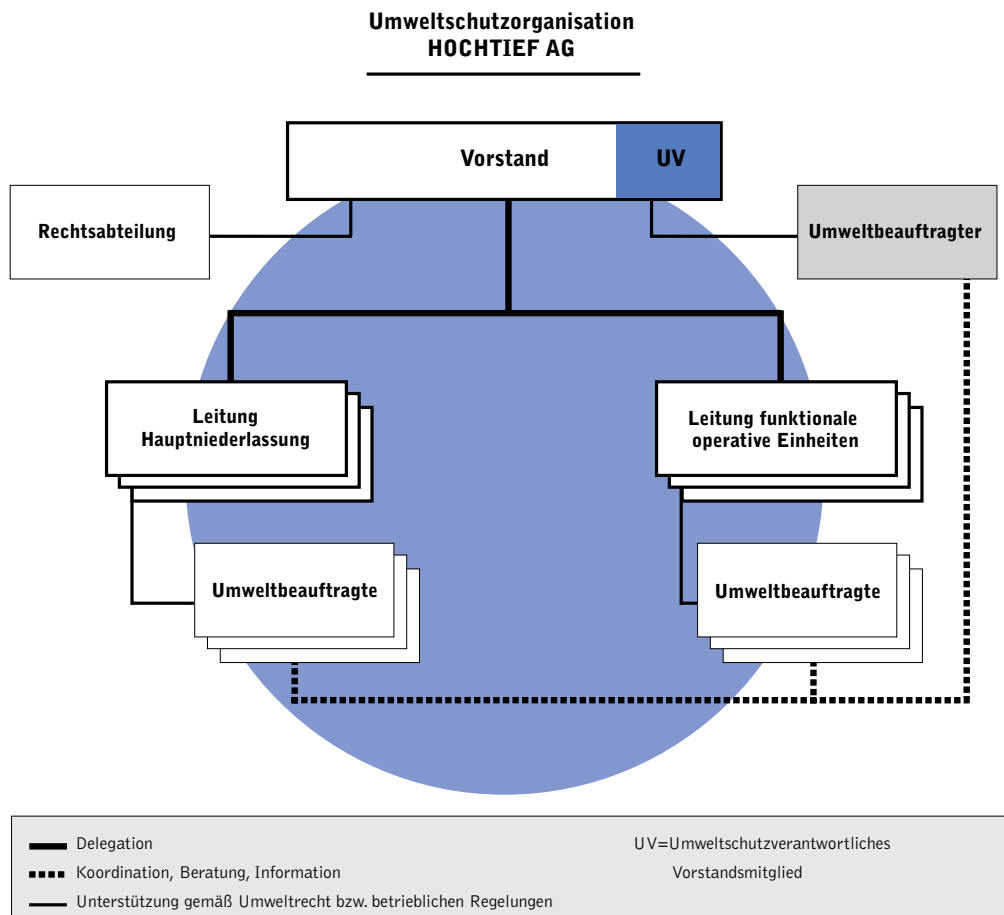 Umweltschutzorganisation
HOCHTIEF AG
Vorstand
UV
Rechtsabteilung
Umweltbeauftragter
Leitung
Hauptniederlassung
Leitung funktionale
operative Einheiten
Umweltbeauftragte
Umweltbeauftragte
Delegation
Koordination, Beratung, Information
Unterstützung gemäß Umweltrecht bzw. betrieblichen Regelungen
UV=Umweltschutzverantwortliches
Vorstandsmitglied